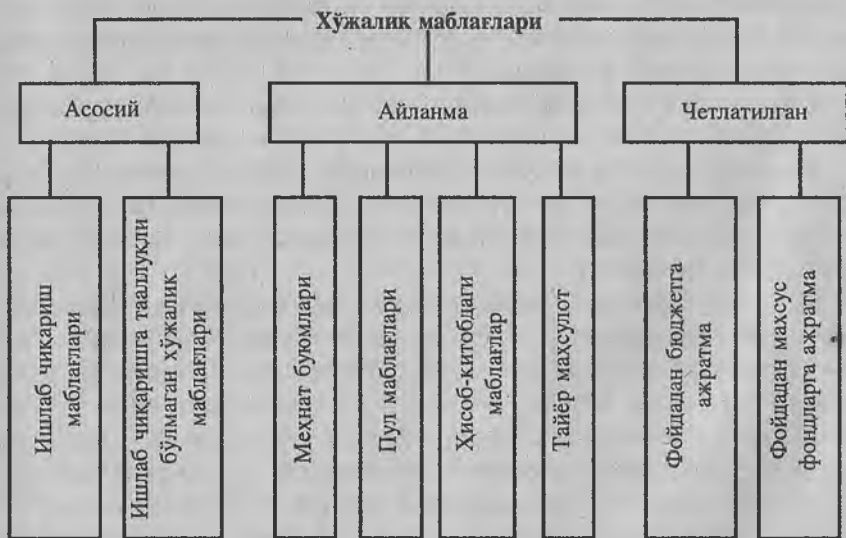 Хўжалик маблағлари
Асосий
Айланма
Четлатилган
Ишлаб чиқариш
маблағлари
Ишлаб чиқаришга тааллуқли
бўлмаган хўжалик
маблағлари
Меҳнат буюмлари
Пул маблағлари
Ҳисоб-китобдаги
маблағлар
Тайёр маҳсулот
Фойдадан бюджетга
ажратма
Фойдадан махсус
фондларга ажратма